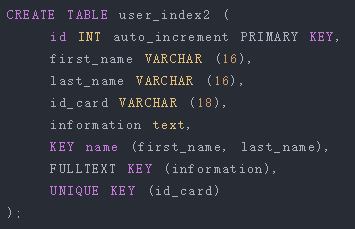 CREATE TABLE user_index2 (
id INT auto_increment PRIMARY KEY,
first_name VARCHAR (16),
last_name VARCHAR (16),
id_card VARCHAR (18),
information text,
KEY name (first_name, last_name),
FULLTEXT KEY (information),
UNIQUE KEY (id_card)
);